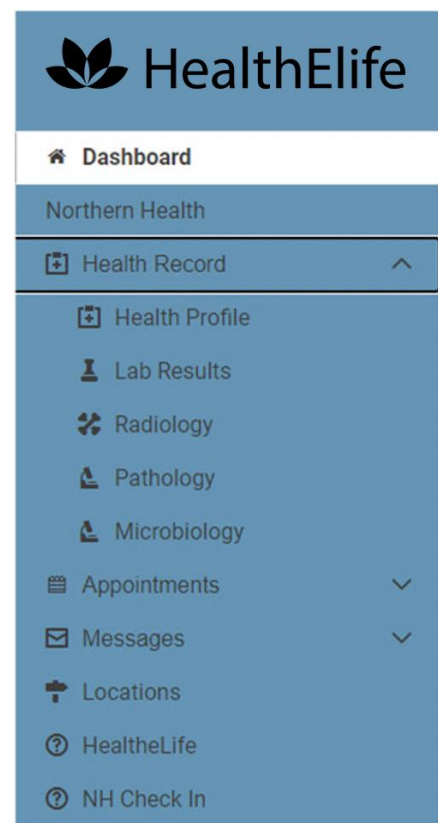 HealthElife
Dashboard
Northern Health
Health Record
Health Profile
Lab Results
Radiology
Pathology
Microbiology
Appointments
Messages
Locations
HealtheLife
NH Check In